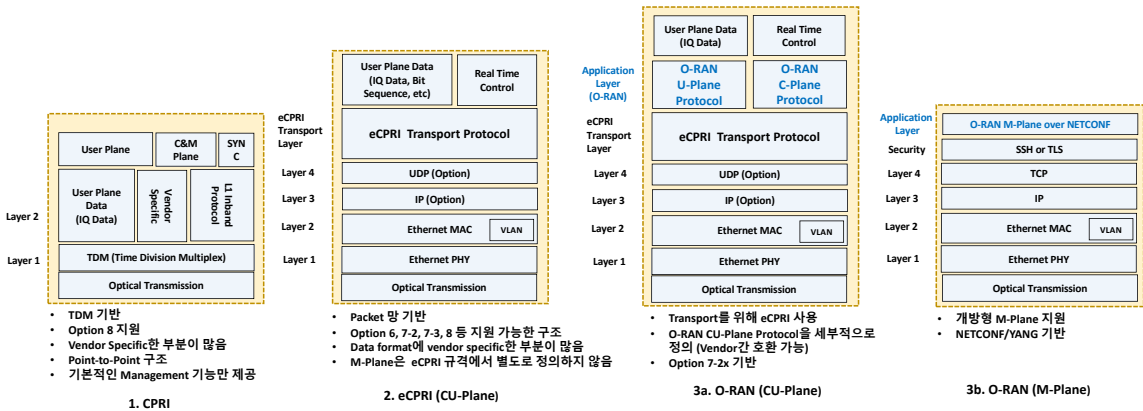 User Plane
C&M
Plane
SYN
C
User Plane
Data
(IQ Data)
Vendor
Specific
L1 Inband
Protocol
Layer 2
Layer 1
TDM (Time Division Multiplex)
Optical Transmission
• TDM 기반
• Option 8 지원
• Vendor Specific한 부분이 많음
• Point-to-Point 구조
• 기본적인 Management 기능만 제공
1. CPRI
User Plane Data
(IQ Data, Bit
Sequence, etc)
Real Time
Control
eCPRI
Transport
Layer
eCPRI Transport Protocol
Layer 4
UDP (Option)
Layer 3
IP (Option)
Layer 2
Ethernet MAC
VLAN
Layer 1
Ethernet PHY
Optical Transmission
• Packet 망 기반
• Option 6, 7-2, 7-3, 8 등 지원 가능한 구조
• Data format에 vendor specific한 부분이 많음
• M-Plane은 eCPRI 규격에서 별도로 정의하지 않음
2. eCPRI (CU-Plane)
User Plane Data
(IQ Data)
Real Time
Control
Application
Layer
(O-RAN)
O-RAN
U-Plane
Protocol
O-RAN
C-Plane
Protocol
eCPRI
Transport
Layer
eCPRI Transport Protocol
Layer 4
UDP (Option)
Layer 3
IP (Option)
Layer 2
Ethernet MAC
VLAN
Layer 1
Ethernet PHY
Optical Transmission
• Transport를 위해 eCPRI 사용
• O-RAN CU-Plane Protocol을 세부적으로
정의 (Vendor간 호환 가능)
• Option 7-2x 기반
3a. O-RAN (CU-Plane)
Application
Layer
O-RAN M-Plane over NETCONF
Security
SSH or TLS
Layer 4
TCP
Layer 3
IP
Layer 2
Ethernet MAC
VLAN
Layer 1
Ethernet PHY
Optical Transmission
• 개방형 M-Plane 지원
• NETCONF/YANG 기반
3b. O-RAN (M-Plane)